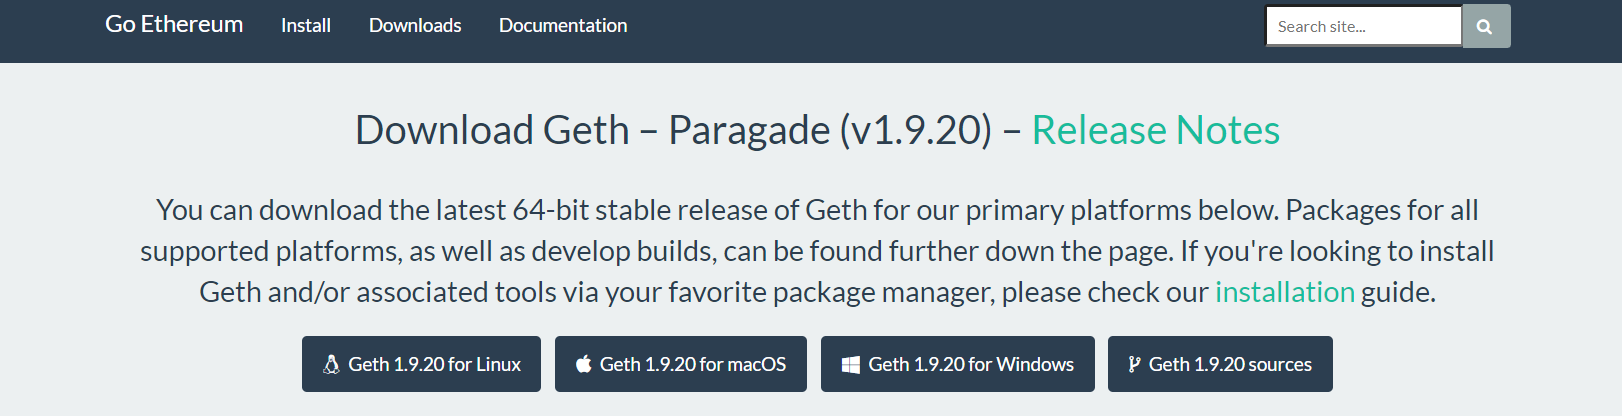 Go Ethereum Install Downloads Documentation Search site...
Download Geth – Paragade (v1.9.20) – Release Notes
You can download the latest 64-bit stable release of Geth for our primary platforms below. Packages for all
supported platforms, as well as develop builds, can be found further down the page. If you're looking to install
Geth and/or associated tools via your favorite package manager, please check our installation guide.
Geth 1.9.20 for Linux Geth 1.9.20 for macOS Geth 1.9.20 for Windows Geth 1.9.20 sources